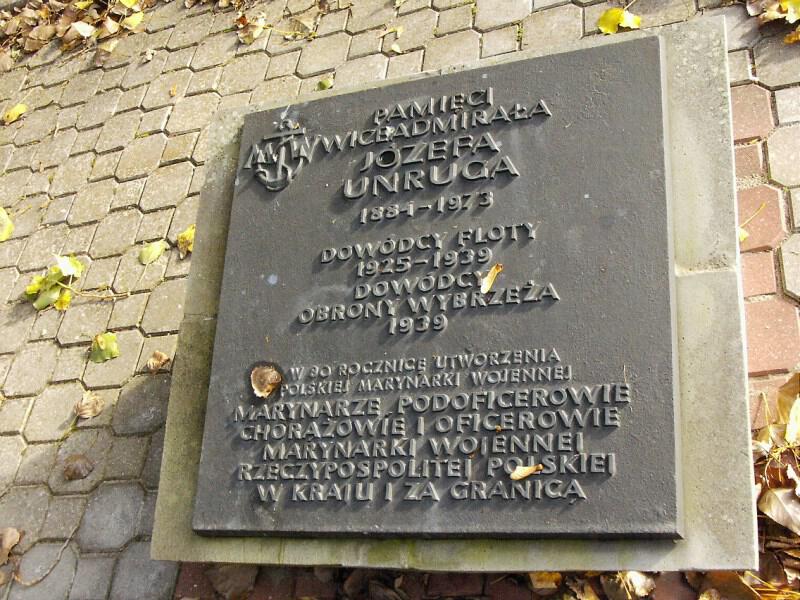 PAMIĘCI
MW WICEADMIRAŁA
JÓZEFA
UNRUGA
1884-1973
DOWÓDCY FLOTY
1925-1939
DOWÓDCY
OBRONY WYBRZEŻA
1939
W 80 ROCZNICĘ UTWORZENIA
POLSKIEJ MARYNARKI WOJENNEJ
MARYNARZE PODOFICEROWIE
CHORĄŻOWIE I OFICEROWIE
MARYNARKI WOJENNEJ
RZECZYPOSPOLITEJ POLSKIEJ
W KRAJU I ZA GRANICĄ